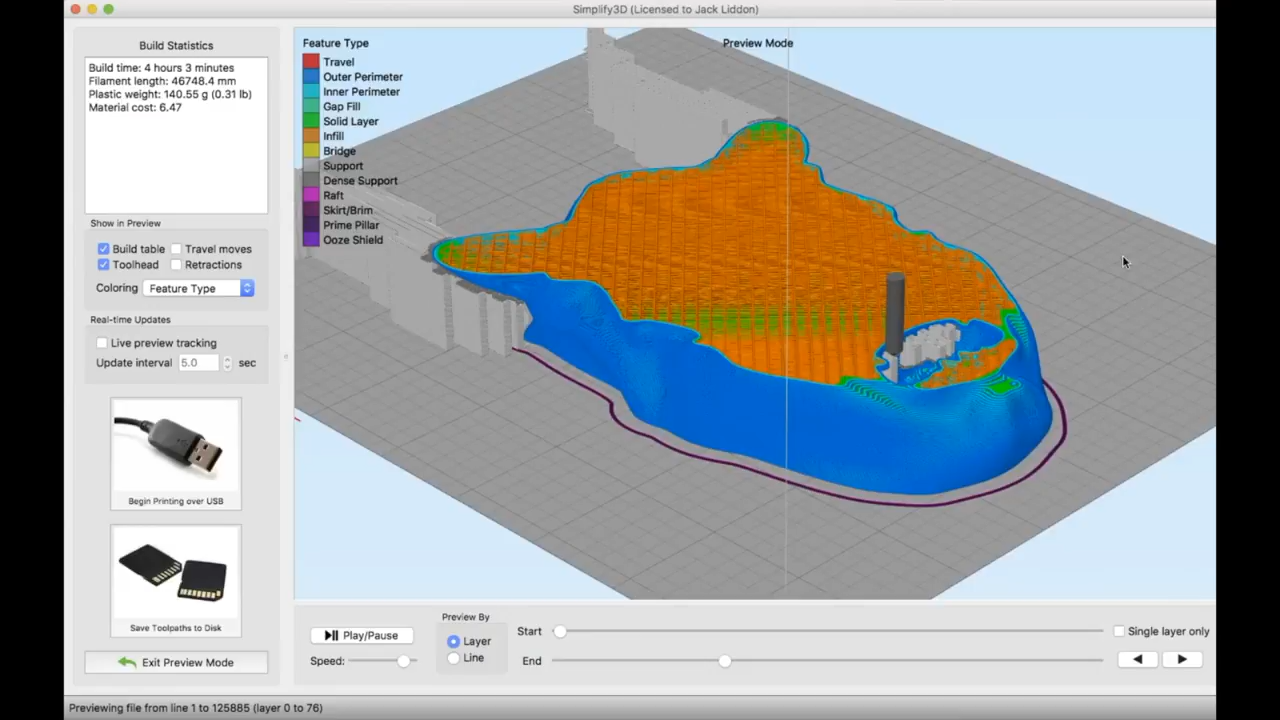 Simplify3D (Licensed to Jack Liddon)
Build Statistics
Build time: 4 hours 3 minutes
Filament length: 46748.4 mm
Plastic weight: 140.55 g (0.31 lb)
Material cost: 6.47
Show in Preview
Build table
Travel moves
Toolhead
Retractions
Coloring
Feature Type
Real-time Updates
Live preview tracking
Update interval
5.0
sec
Begin Printing over USB
Save Toolpaths to Disk
Exit Preview Mode
Feature Type
Travel
Outer Perimeter
Inner Perimeter
Gap Fill
Solid Layer
Infill
Bridge
Support
Dense Support
Raft
Skirt/Brim
Prime Pillar
Ooze Shield
Preview Mode
Play/Pause
Speed:
Preview By
Layer
Line
Start
End
Single layer only
Previewing file from line 1 to 125885 (layer 0 to 76)